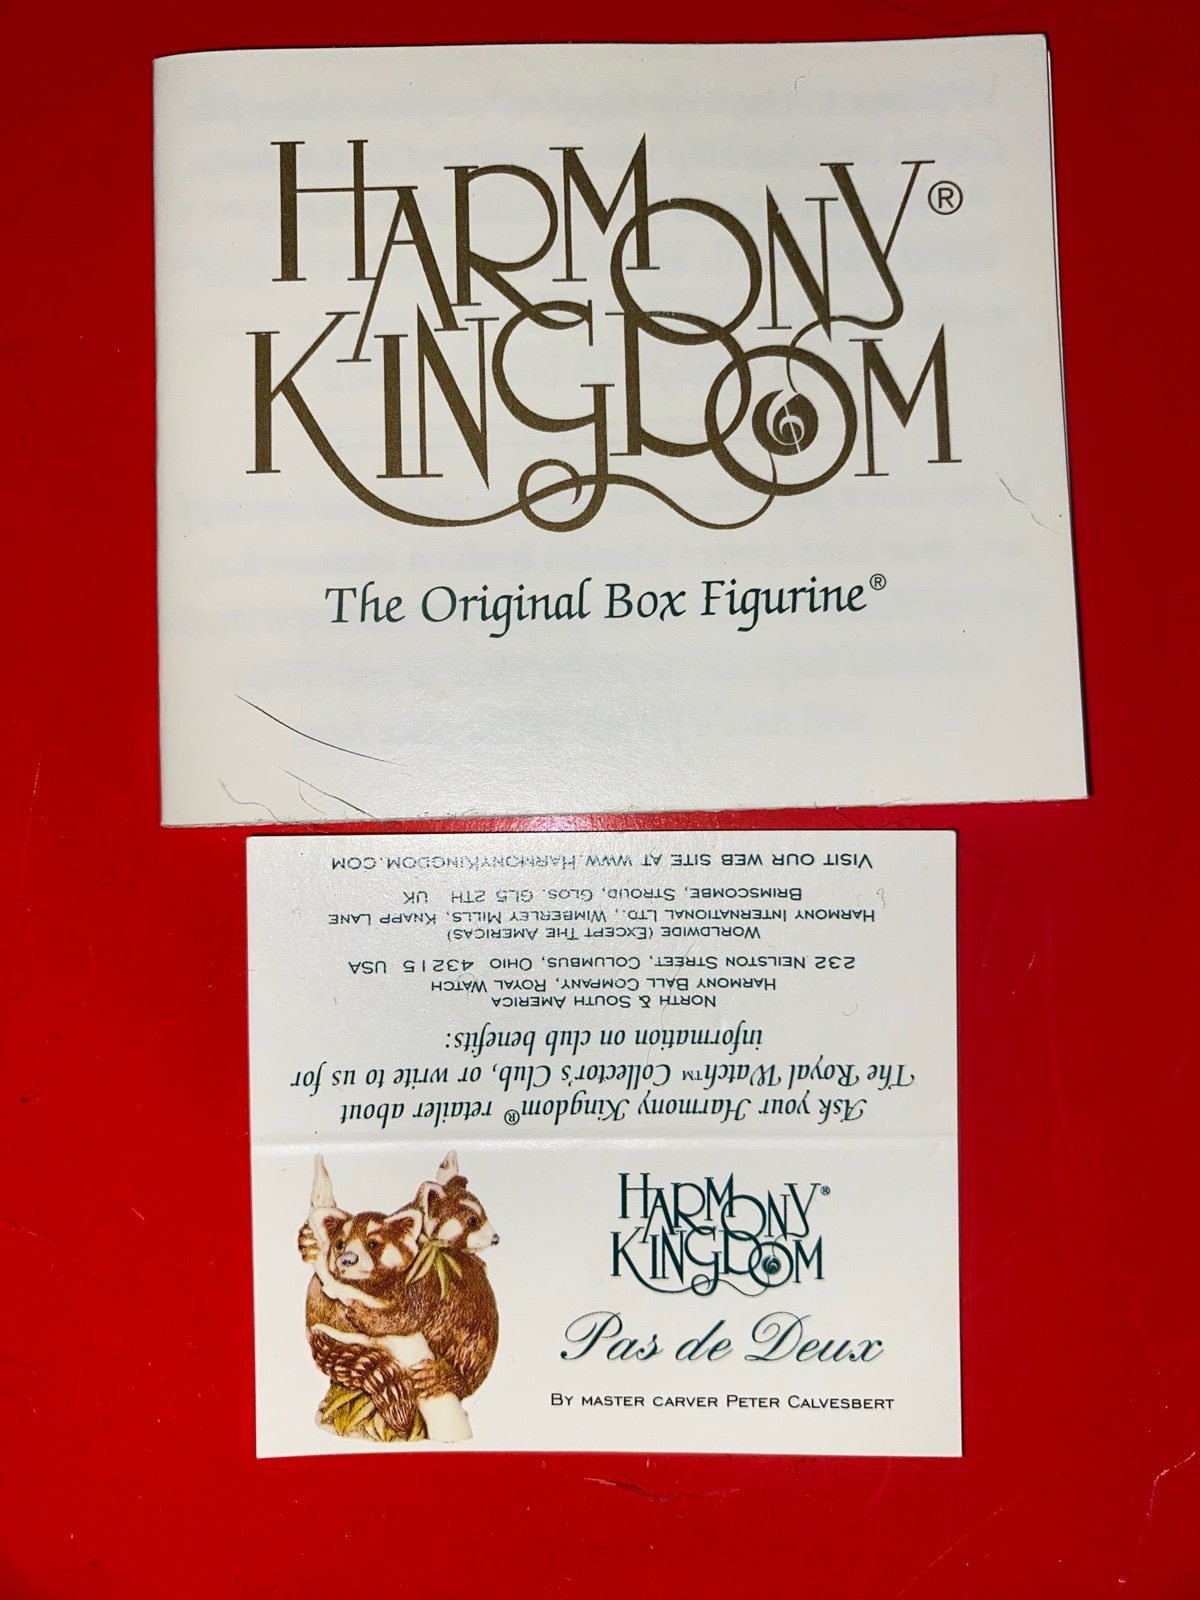 HARMONY®
KINGDOM
The Original Box Figurine®
VISIT OUR WEB SITE AT WWW.HARMONYKINGDOM.COM
BRIMSCOMBE, STROUD, GLOS. GL5 2TH UK
HARMONY INTERNATIONAL LTD., WIMBERLEY MILLS, KNAPP LANE
WORLDWIDE (EXCEPT THE AMERICAS)
232 NEILSTON STREET, COLUMBUS, OHIO 43215 USA
HARMONY BALL COMPANY, ROYAL WATCH
NORTH & SOUTH AMERICA
information on club benefits:
The Royal Watch™ Collector's Club, or write to us for
Ask your Harmony Kingdom® retailer about
HARMONY®
KINGDOM
Pas de Deux
BY MASTER CARVER PETER CALVESBERT